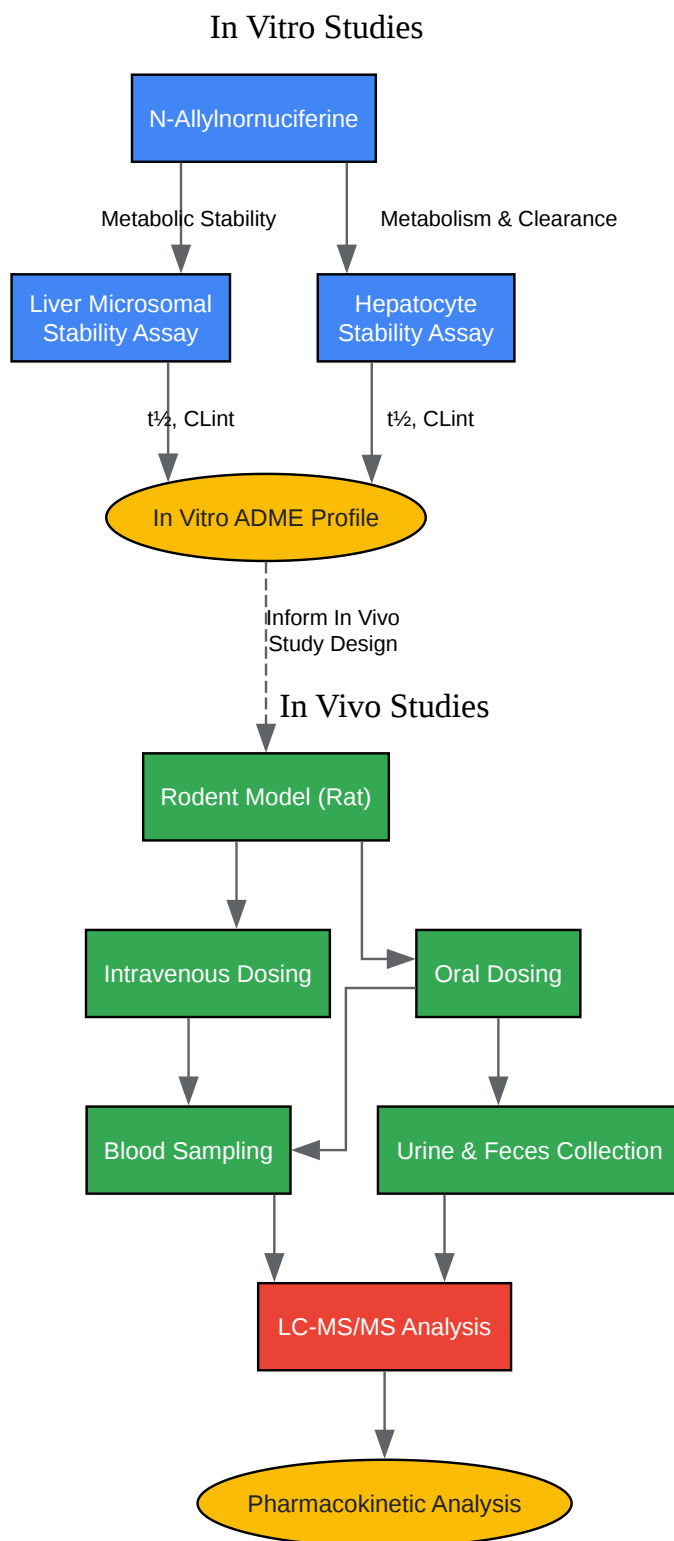 In Vitro Studies
N-Allylnornuciferine
Metabolic Stability
Metabolism & Clearance
Liver Microsomal
Stability Assay
Hepatocyte
Stability Assay
t½, CLint
t½, CLint
In Vitro ADME Profile
Inform In Vivo
Study Design
In Vivo Studies
Rodent Model (Rat)
Intravenous Dosing
Oral Dosing
Blood Sampling
Urine & Feces Collection
LC-MS/MS Analysis
Pharmacokinetic Analysis